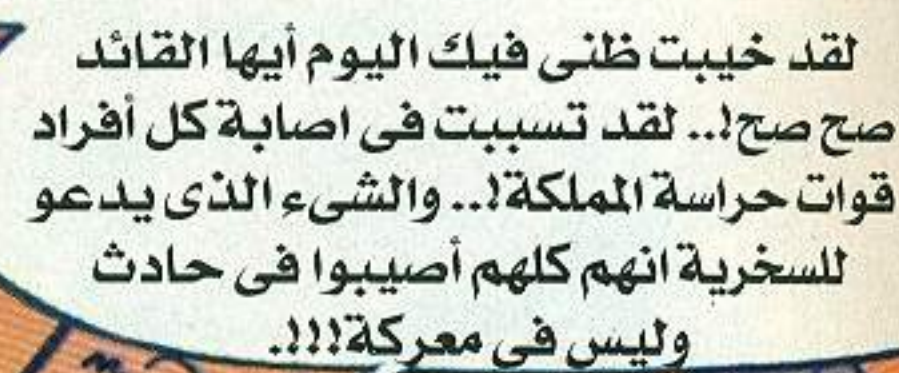 لقد خيبت ظنى فيك اليوم أيها القائد
صح صح!.. لقد تسببت فى اصابة كل أفراد
قوات حراسة المملكة!.. والشىء الذى يدعو
للسخرية انهم كلهم أصيبوا فى حادث
وليس فى معركة!!!.